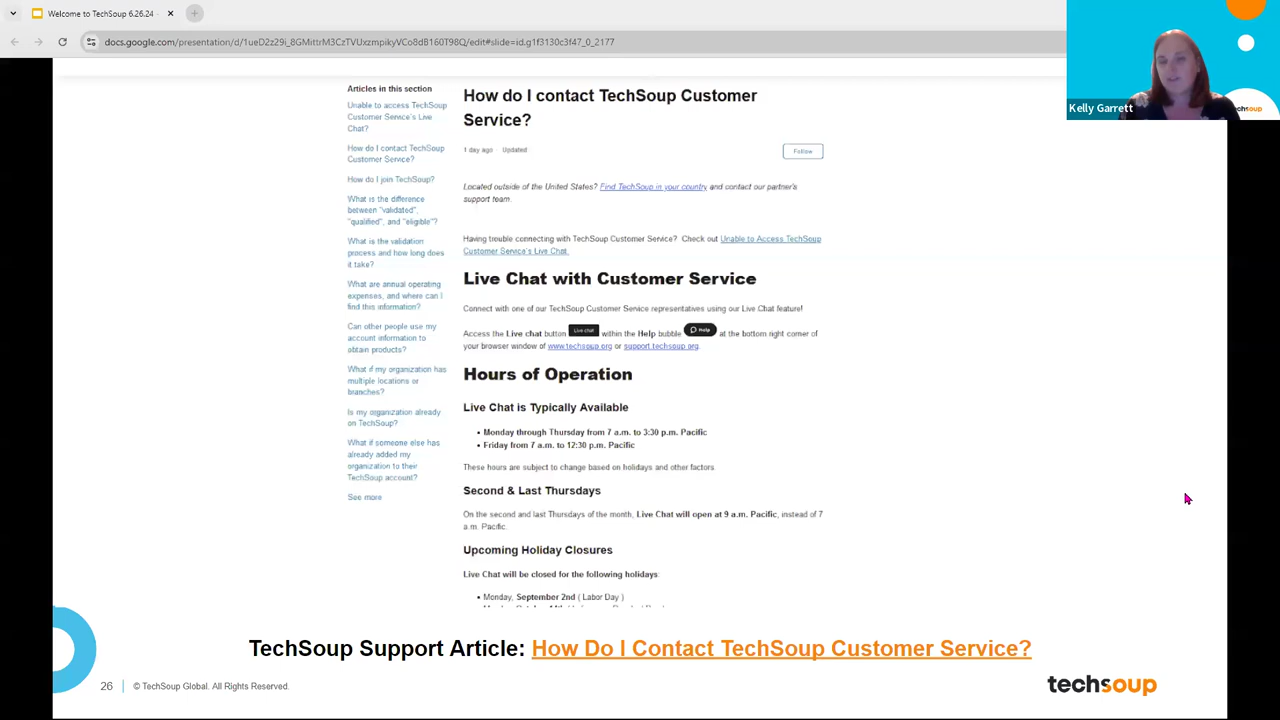 Welcome to TechSoup 6.26.24 -
docs.google.com/presentation/d/1ueD2z29i_8GMittrM3CzTVUxzmpikyVCo8dB160T98Q/edit#slide=id.g1f3130c3f47_0_2177
Kelly Garrett
techsoup
Articles in this section
Unable to access TechSoup
Customer Service's Live
Chat?
How do I contact TechSoup
Customer Service?
How do I join TechSoup?
What is the difference
between "validated",
"qualified", and "eligible"?
What is the validation
process and how long does
it take?
What are annual operating
expenses, and where can I
find this information?
Can other people use my
account information to
obtain products?
What if my organization has
multiple locations or
branches?
Is my organization already
on TechSoup?
What if someone else has
already added my
organization to their
TechSoup account?
See more
How do I contact TechSoup Customer
Service?
1 day ago · Updated
Follow
Located outside of the United States? Find TechSoup in your country and contact our partner's
support team.
Having trouble connecting with TechSoup Customer Service? Check out Unable to Access TechSoup
Customer Service's Live Chat.
Live Chat with Customer Service
Connect with one of our TechSoup Customer Service representatives using our Live Chat feature!
Access the Live chat button Live chat within the Help bubble Help at the bottom right corner of
your browser window of www.techsoup.org or support.techsoup.org.
Hours of Operation
Live Chat is Typically Available
• Monday through Thursday from 7 a.m. to 3:30 p.m. Pacific
• Friday from 7 a.m. to 12:30 p.m. Pacific
These hours are subject to change based on holidays and other factors
Second & Last Thursdays
On the second and last Thursdays of the month, Live Chat will open at 9 a.m. Pacific, instead of 7
a.m. Pacific.
Upcoming Holiday Closures
Live Chat will be closed for the following holidays:
• Monday, September 2nd ( Labor Day )
TechSoup Support Article: How Do I Contact TechSoup Customer Service?
26
© TechSoup Global. All Rights Reserved.
techsoup